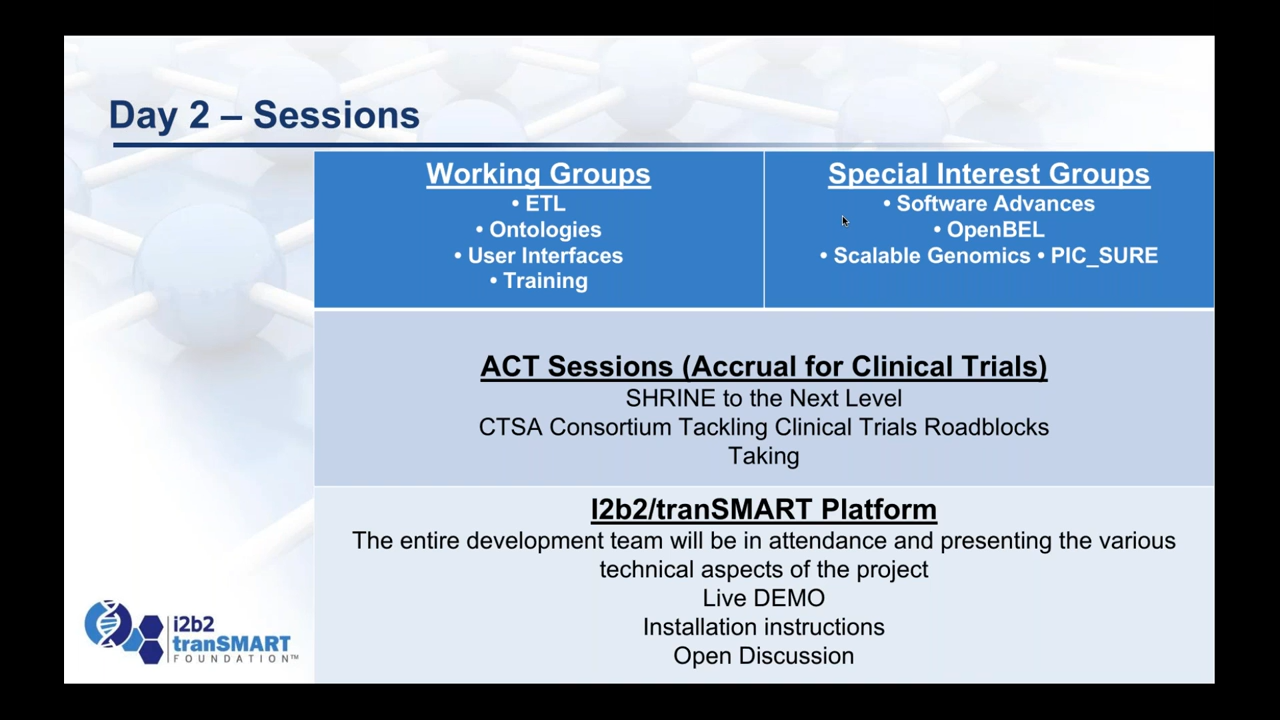 Day 2 – Sessions
Working Groups
• ETL
• Ontologies
• User Interfaces
• Training
Special Interest Groups
• Software Advances
• OpenBEL
• Scalable Genomics • PIC_SURE
ACT Sessions (Accrual for Clinical Trials)
SHRINE to the Next Level
CTSA Consortium Tackling Clinical Trials Roadblocks
Taking
I2b2/tranSMART Platform
The entire development team will be in attendance and presenting the various
technical aspects of the project
Live DEMO
Installation instructions
Open Discussion
i2b2
tranSMART
FOUNDATION™